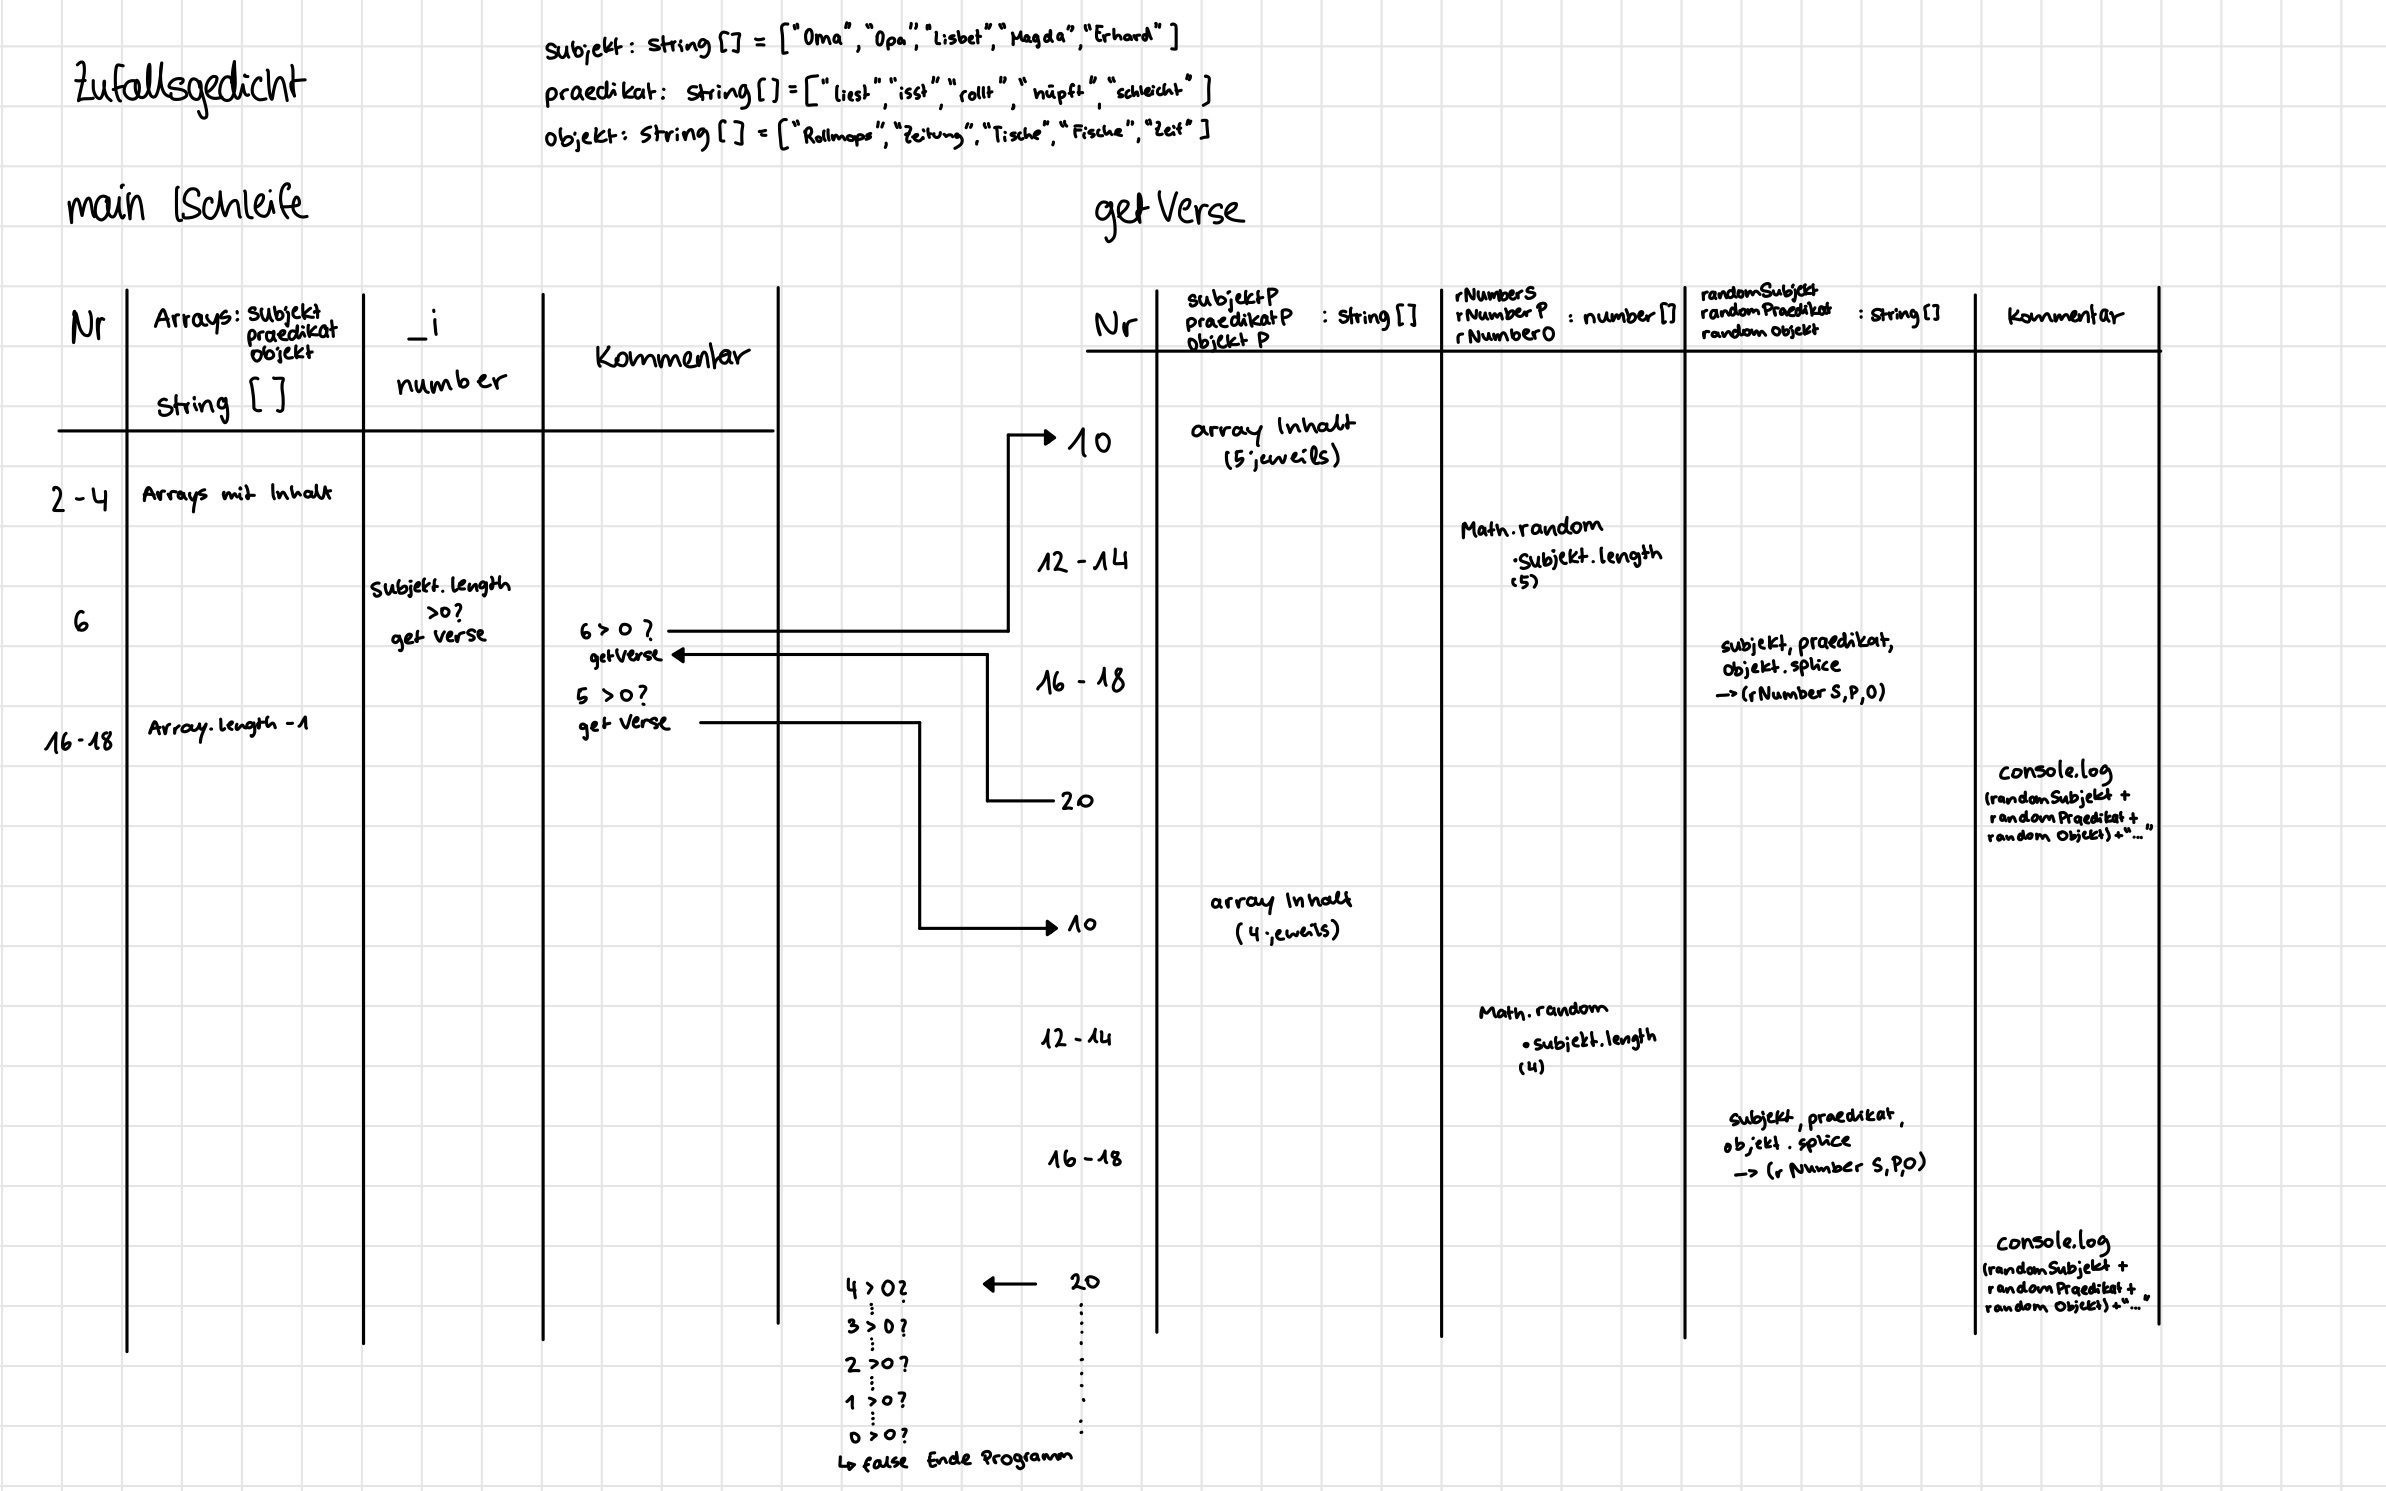 Zufallsgedicht
subjekt: string [] = ["Oma", "Opa", "Lisbet", "Magda", "Erhard"]
praedikat: string [] = ["liest", "isst", "rollt", "hüpft", "schleicht"]
objekt: string [] = ["Rollmops", "Zeitung", "Tische", "Fische", "Zeit"]
main (Schleife
Nr
Arrays: subjekt
praedikat
objekt
string []
_i
number
Kommentar
2-4
Arrays mit Inhalt
6
Subjekt.length
>0?
get Verse
6 > 0 ?
getVerse
5 >0?
get Verse
16-18
Array.length -1
get Verse
Nr
subjektP
praedikatP : string []
objekt P
rNumberS
rNumber P : number []
rNumberO
randomSubjekt
random Praedikat : string []
random Objekt
Kommentar
10
array Inhalt
(5 jeweils)
12-14
Math.random
·Subjekt.length
(5)
16-18
subjekt, praedikat,
objekt.splice
-> (rNumber S,P,O)
20
console.log
(randomSubjekt +
random Praedikat +
random Objekt) + "..."
10
array Inhalt
(4 jeweils)
12-14
Math.random
• subjekt.length
(4)
16-18
subjekt, praedikat,
objekt.splice
-> (rNumber S,P,O)
20
console.log
(randomSubjekt +
random Praedikat +
random Objekt) + "..."
4 > 0?
3 > 0?
2 >0?
1 >0?
0 >0?
↳ false Ende Programm